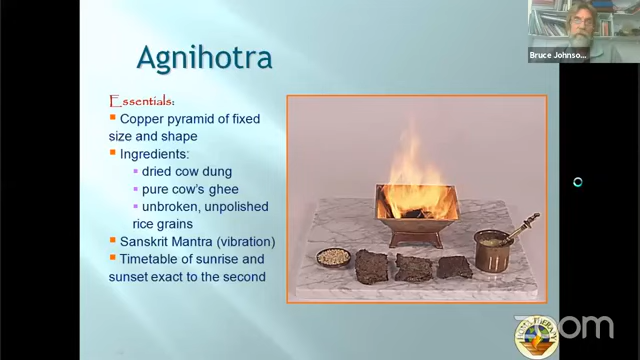 Agnihotra
Essentials:
Copper pyramid of fixed
size and shape
Ingredients:
dried cow dung
pure cow's ghee
unbroken, unpolished
rice grains
Sanskrit Mantra (vibration)
Timetable of sunrise and
sunset exact to the second
Bruce Johnso...
zoom